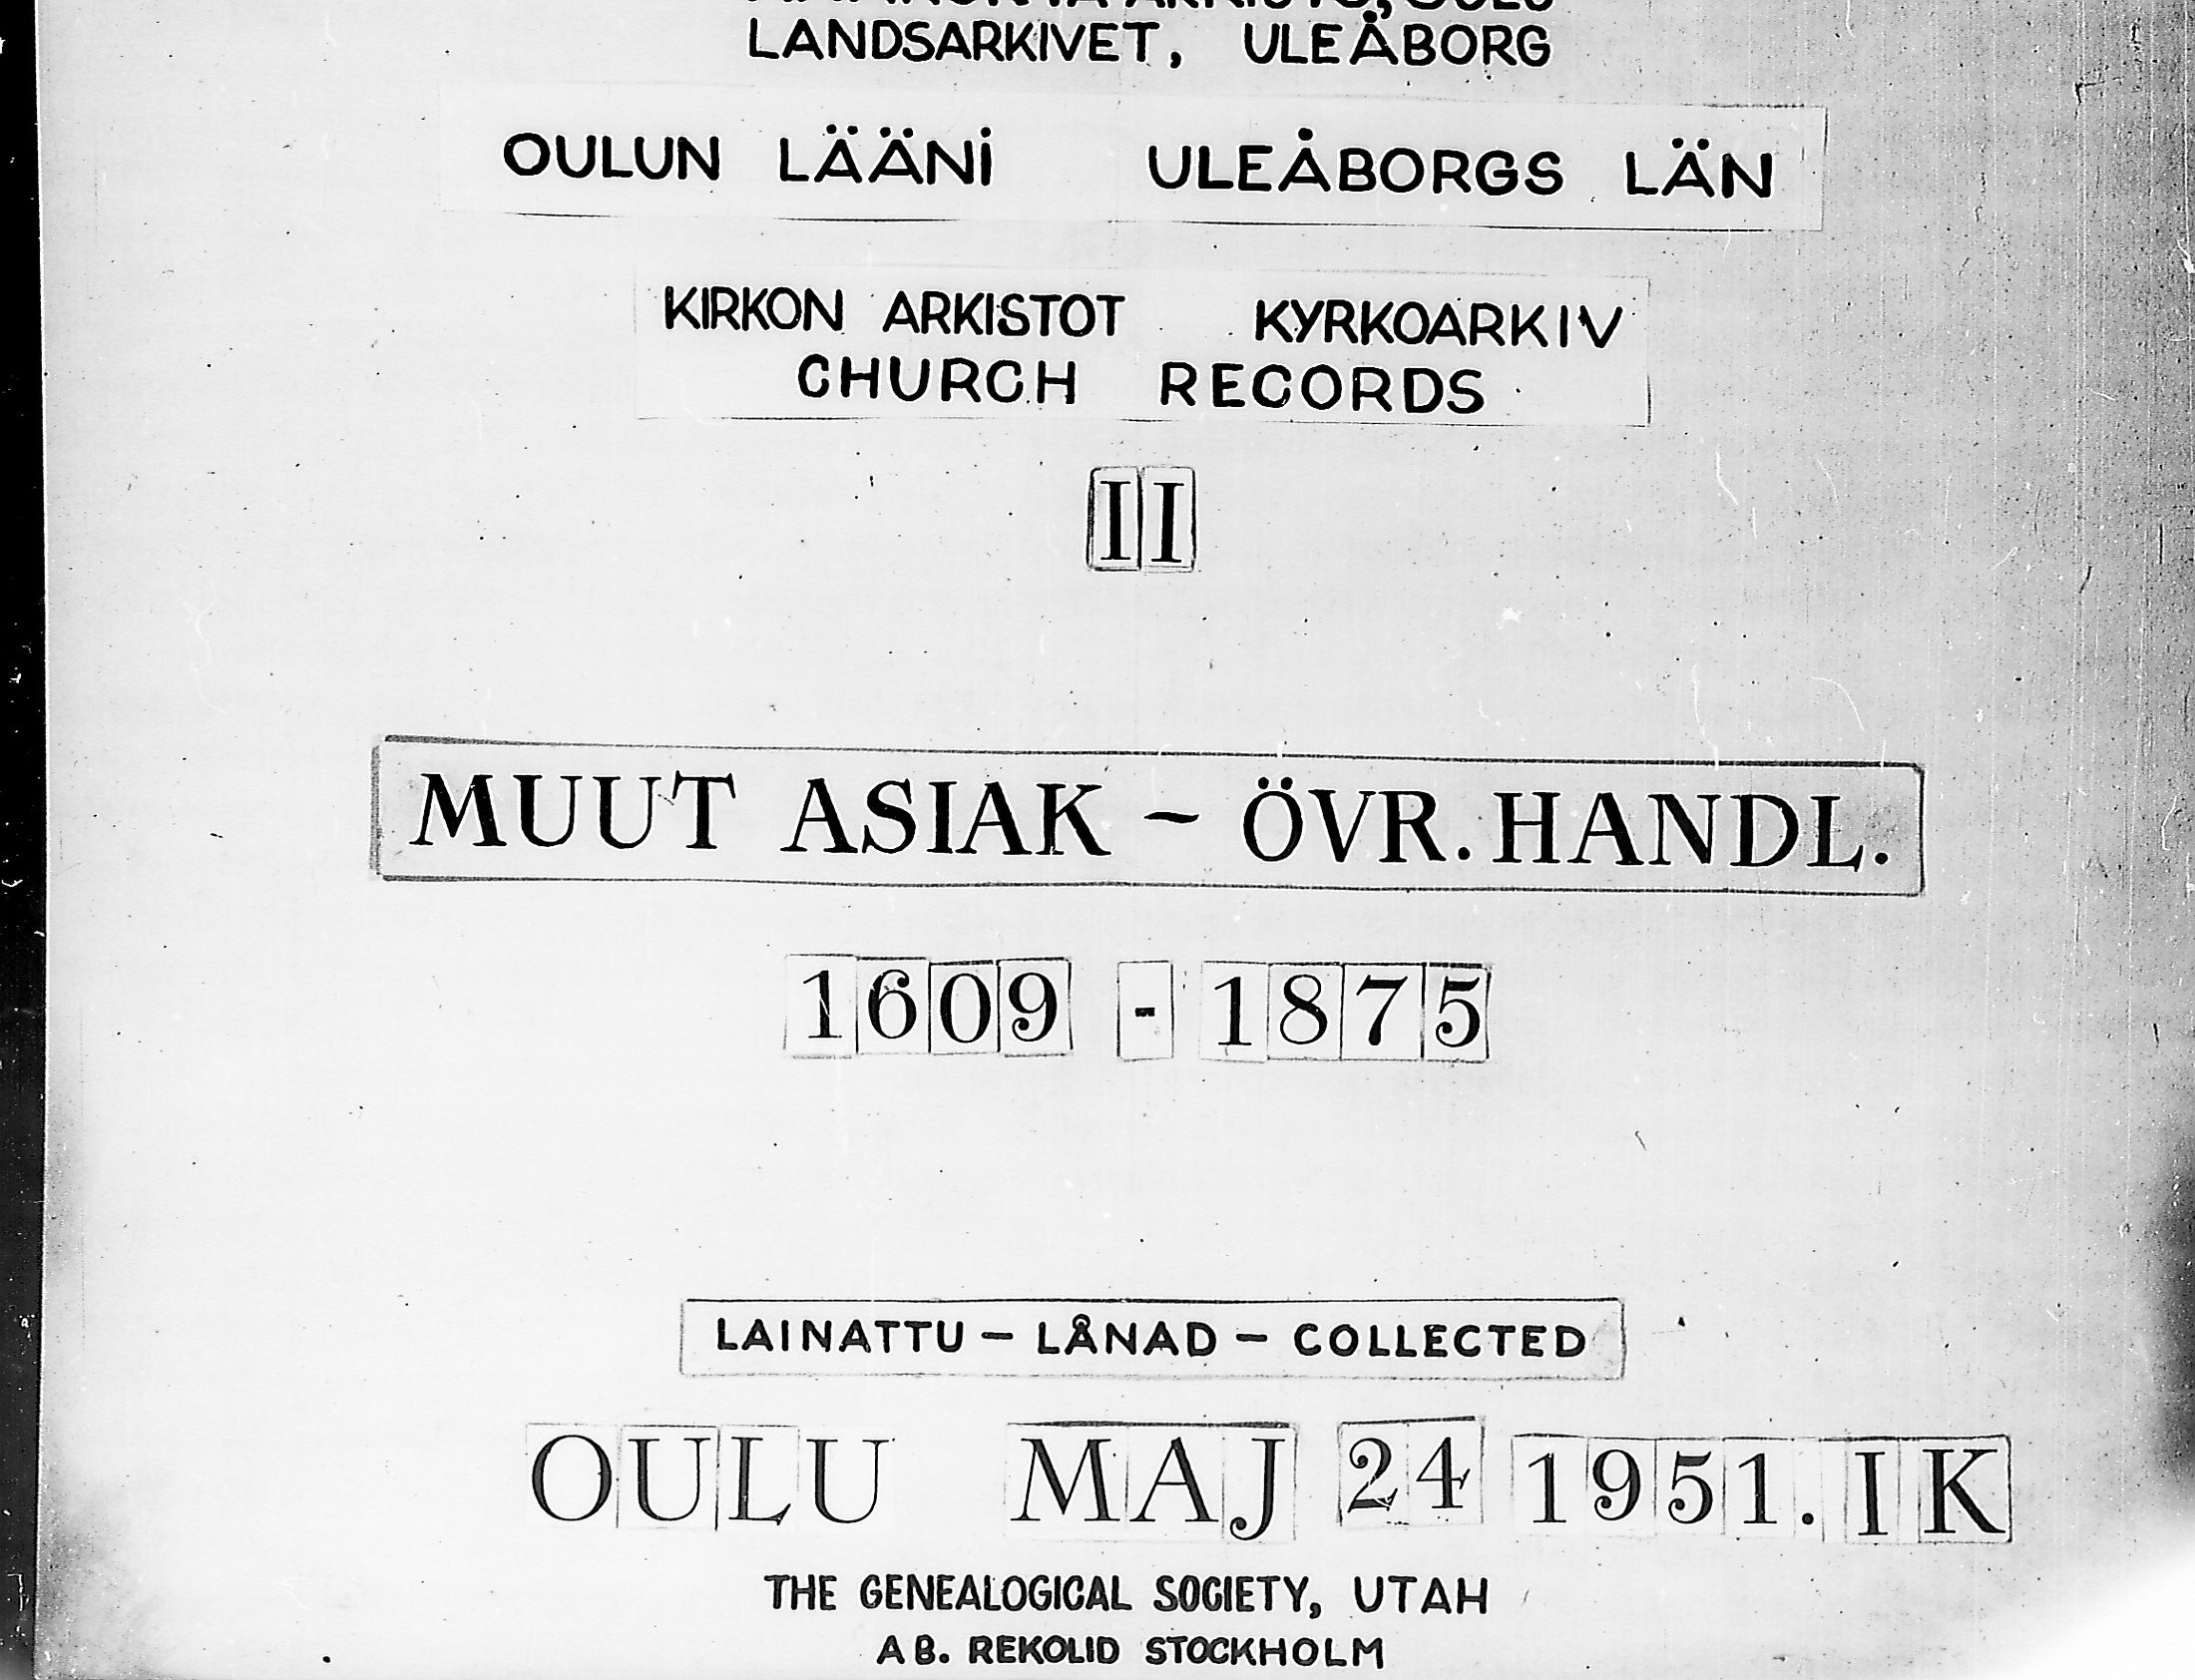 LANDSARKIVET, ULEÅBORG
OULUN LÄÄNI ULEÅBORGS LÄN
KIRKON ARKISTOT KYRKOARKIV
CHURCH RECORDS
II
MUUT ASIAK ~ ÖVR. HANDL.
1609 - 1875
LAINATTU – LÅNAD – COLLECTED
OULU MAJ 24 1951. IK
THE GENEALOGICAL SOCIETY, UTAH
AB. REKOLID STOCKHOLM